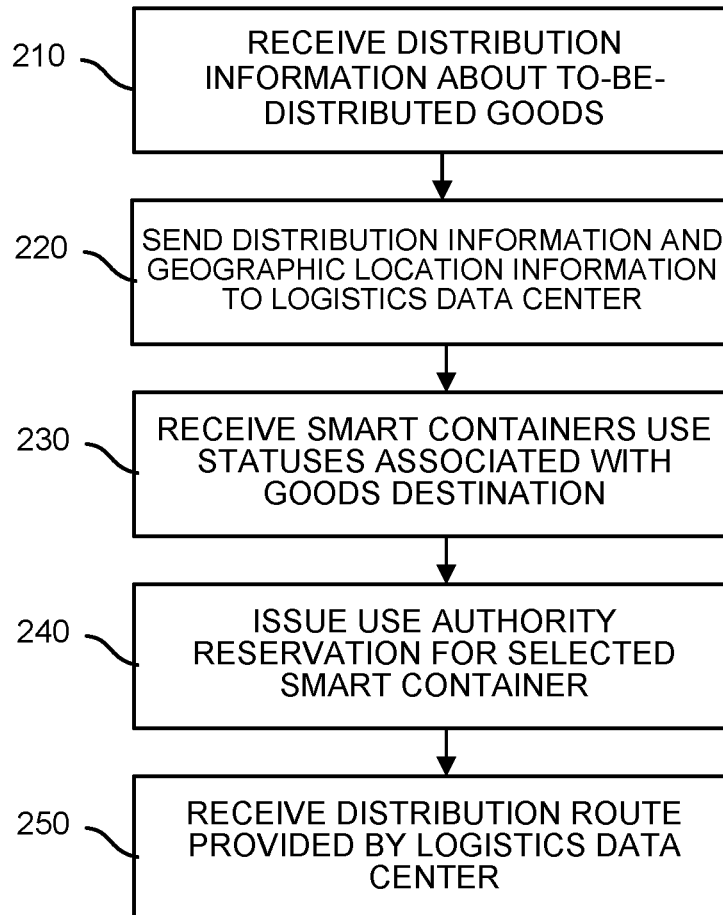 210
RECEIVE DISTRIBUTION
INFORMATION ABOUT TO-BE-
DISTRIBUTED GOODS
220
SEND DISTRIBUTION INFORMATION AND
GEOGRAPHIC LOCATION INFORMATION
TO LOGISTICS DATA CENTER
230
RECEIVE SMART CONTAINERS USE
STATUSES ASSOCIATED WITH
GOODS DESTINATION
240
ISSUE USE AUTHORITY
RESERVATION FOR SELECTED
SMART CONTAINER
250
RECEIVE DISTRIBUTION ROUTE
PROVIDED BY LOGISTICS DATA
CENTER